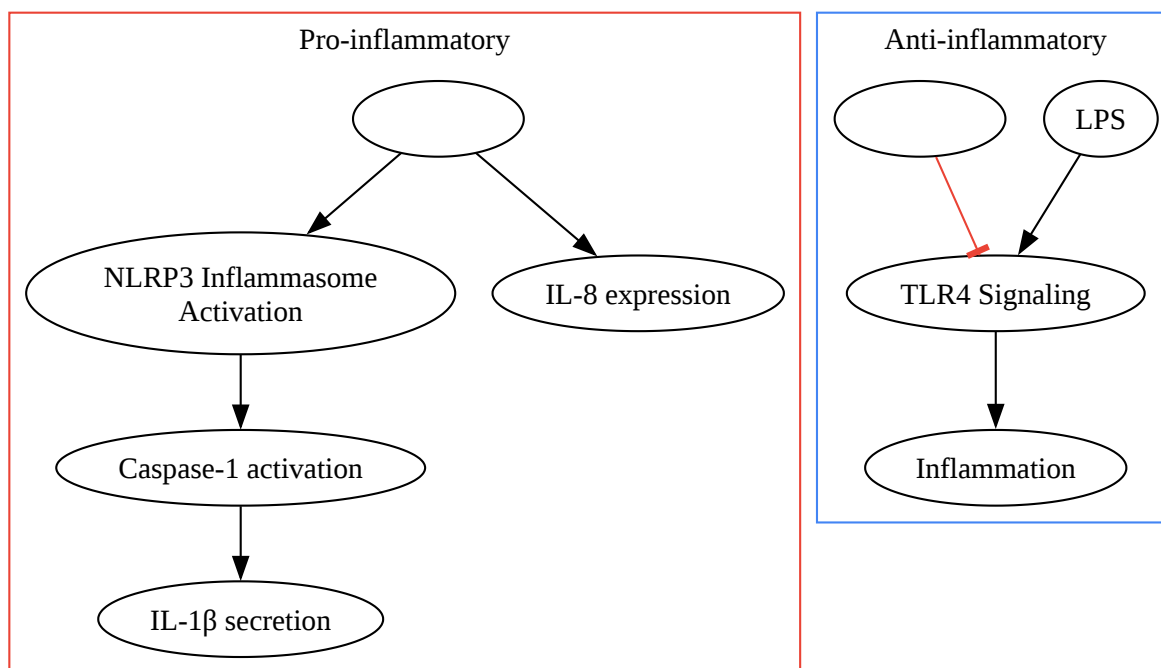 Pro-inflammatory
NLRP3 Inflammasome
Activation
IL-8 expression
Caspase-1 activation
IL-1β secretion
Anti-inflammatory
LPS
TLR4 Signaling
Inflammation